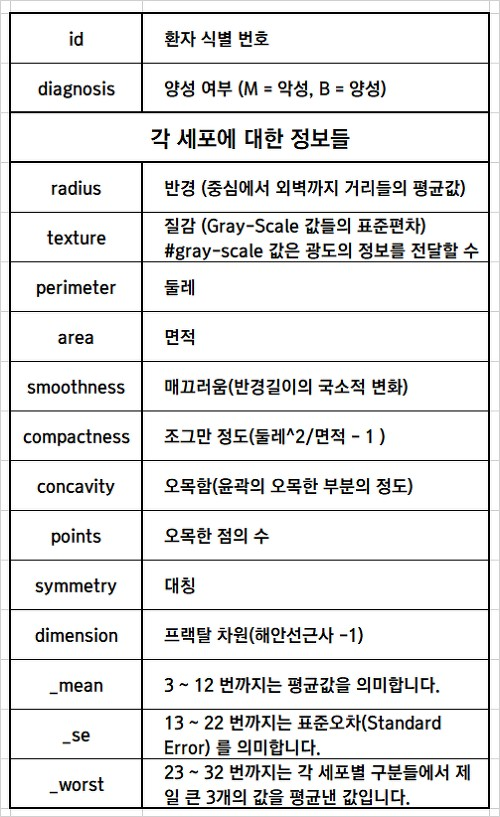 id 환자 식별 번호
diagnosis 양성 여부 (M = 악성, B = 양성)
각 세포에 대한 정보들
radius 반경 (중심에서 외벽까지 거리들의 평균값)
texture 질감 (Gray-Scale 값들의 표준편차)
#gray-scale 값은 광도의 정보를 전달할 수
perimeter 둘레
area 면적
smoothness 매끄러움(반경길이의 국소적 변화)
compactness 조그만 정도(둘레^2/면적 - 1 )
concavity 오목함(윤곽의 오목한 부분의 정도)
points 오목한 점의 수
symmetry 대칭
dimension 프랙탈 차원(해안선근사 -1)
_mean 3 ~ 12 번까지는 평균값을 의미합니다.
_se 13 ~ 22 번까지는 표준오차(Standard
Error) 를 의미합니다.
_worst 23 ~ 32 번까지는 각 세포별 구분들에서 제
일 큰 3개의 값을 평균낸 값입니다.